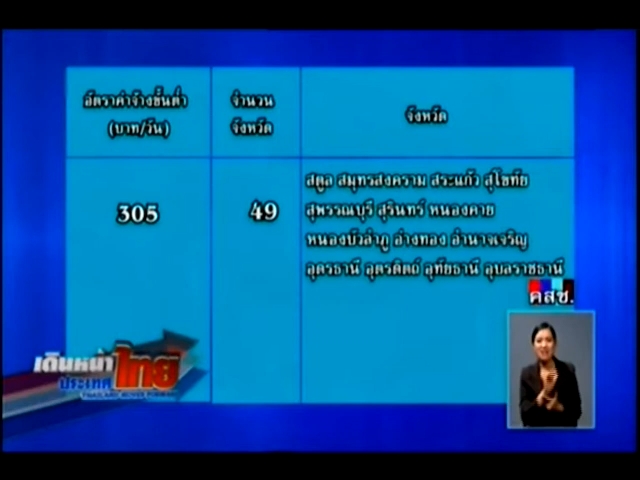 อัตราค่าจ้างขั้นต่ำ
(บาท/วัน)
จำนวน
จังหวัด
จังหวัด
305
49
สตูล สมุทรสงคราม สระแก้ว สุโขทัย
สุพรรณบุรี สุรินทร์ หนองคาย
หนองบัวลำภู อ่างทอง อำนาจเจริญ
อุดรธานี อุตรดิตถ์ อุทัยธานี อุบลราชธานี
คสช.
เดินหน้า
ประเทศ
ไทย
THAILAND MOVES FORWARD